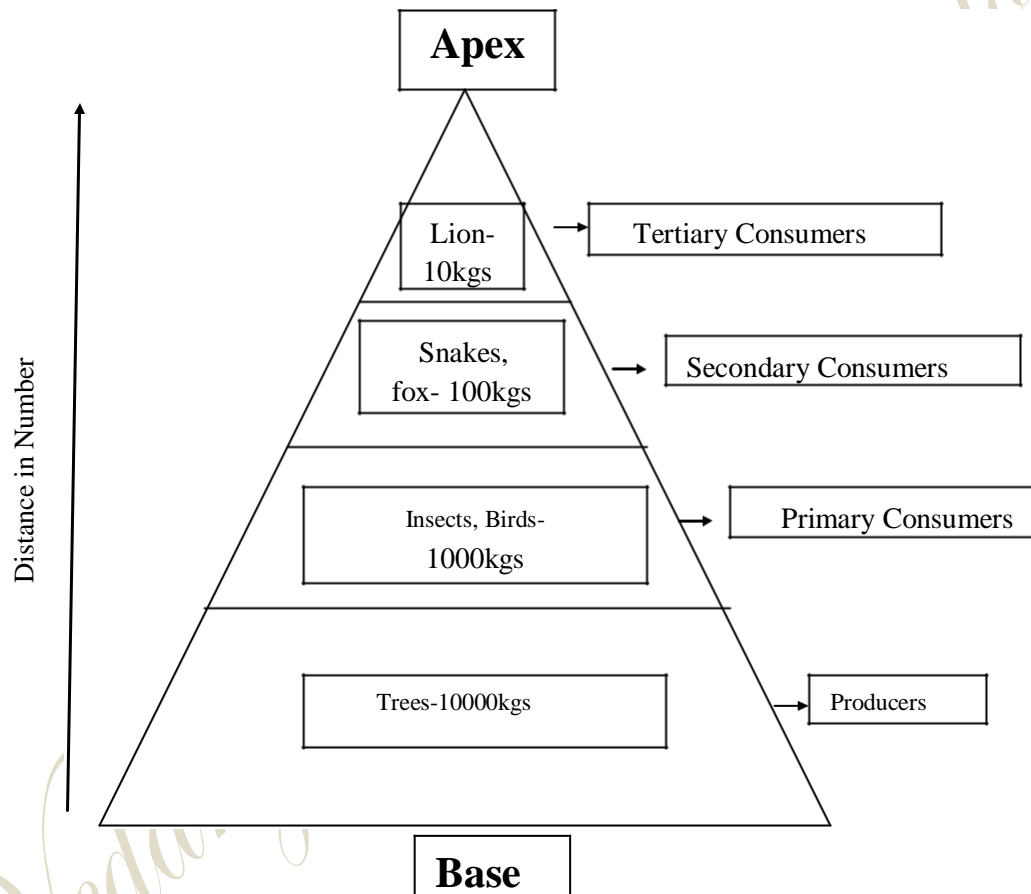 Apex
Lion-
10kgs
Tertiary Consumers
Snakes,
fox- 100kgs
Secondary Consumers
Distance in Number
Insects, Birds-
1000kgs
Primary Consumers
Trees-10000kgs
Producers
Base